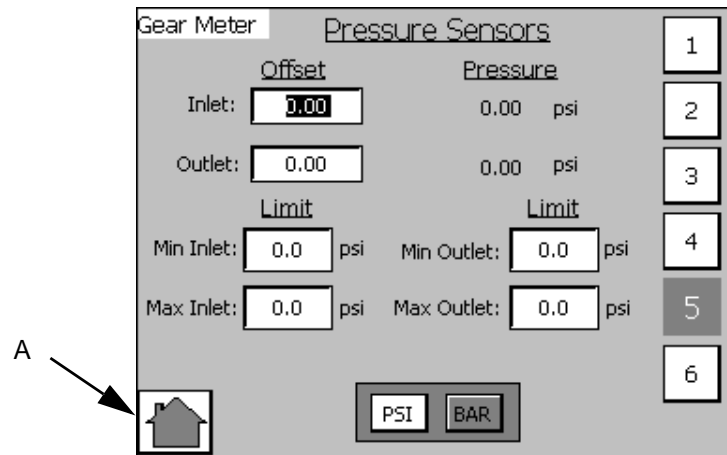 Gear Meter
Pressure Sensors
1
Offset Pressure
Inlet: 0.00 0.00 psi
2
Outlet: 0.00 0.00 psi
3
Limit Limit
Min Inlet: 0.0 psi Min Outlet: 0.0 psi
4
Max Inlet: 0.0 psi Max Outlet: 0.0 psi
5
A
6
PSI BAR